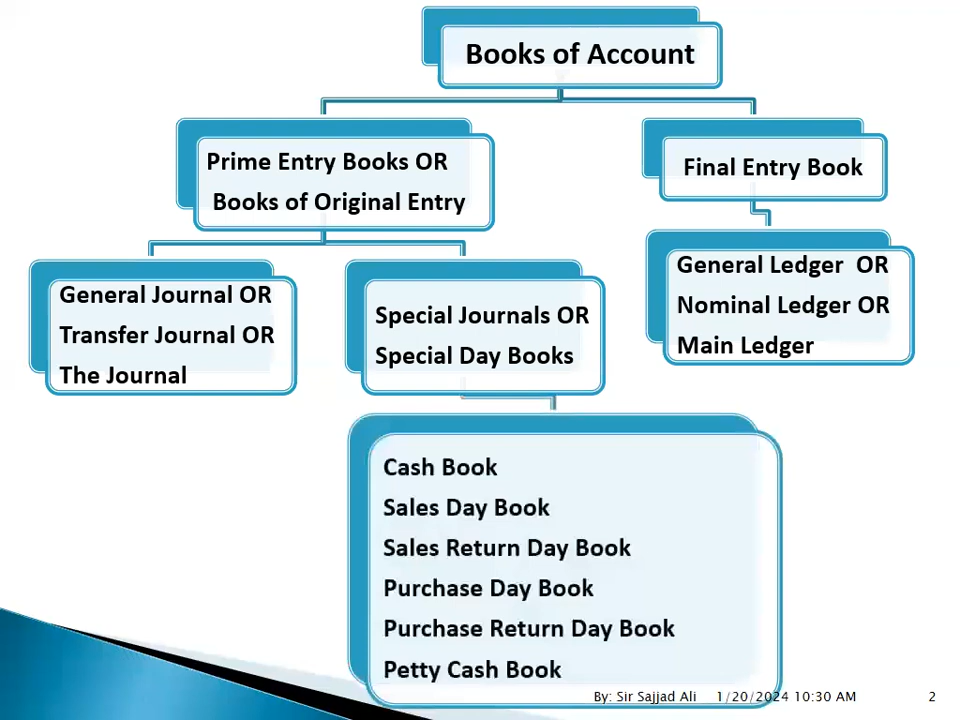 Books of Account
Prime Entry Books OR
Books of Original Entry
Final Entry Book
General Journal OR
Transfer Journal OR
The Journal
Special Journals OR
Special Day Books
General Ledger OR
Nominal Ledger OR
Main Ledger
Cash Book
Sales Day Book
Sales Return Day Book
Purchase Day Book
Purchase Return Day Book
Petty Cash Book
By: Sir Sajjad Ali 1/20/2024 10:30 AM 2